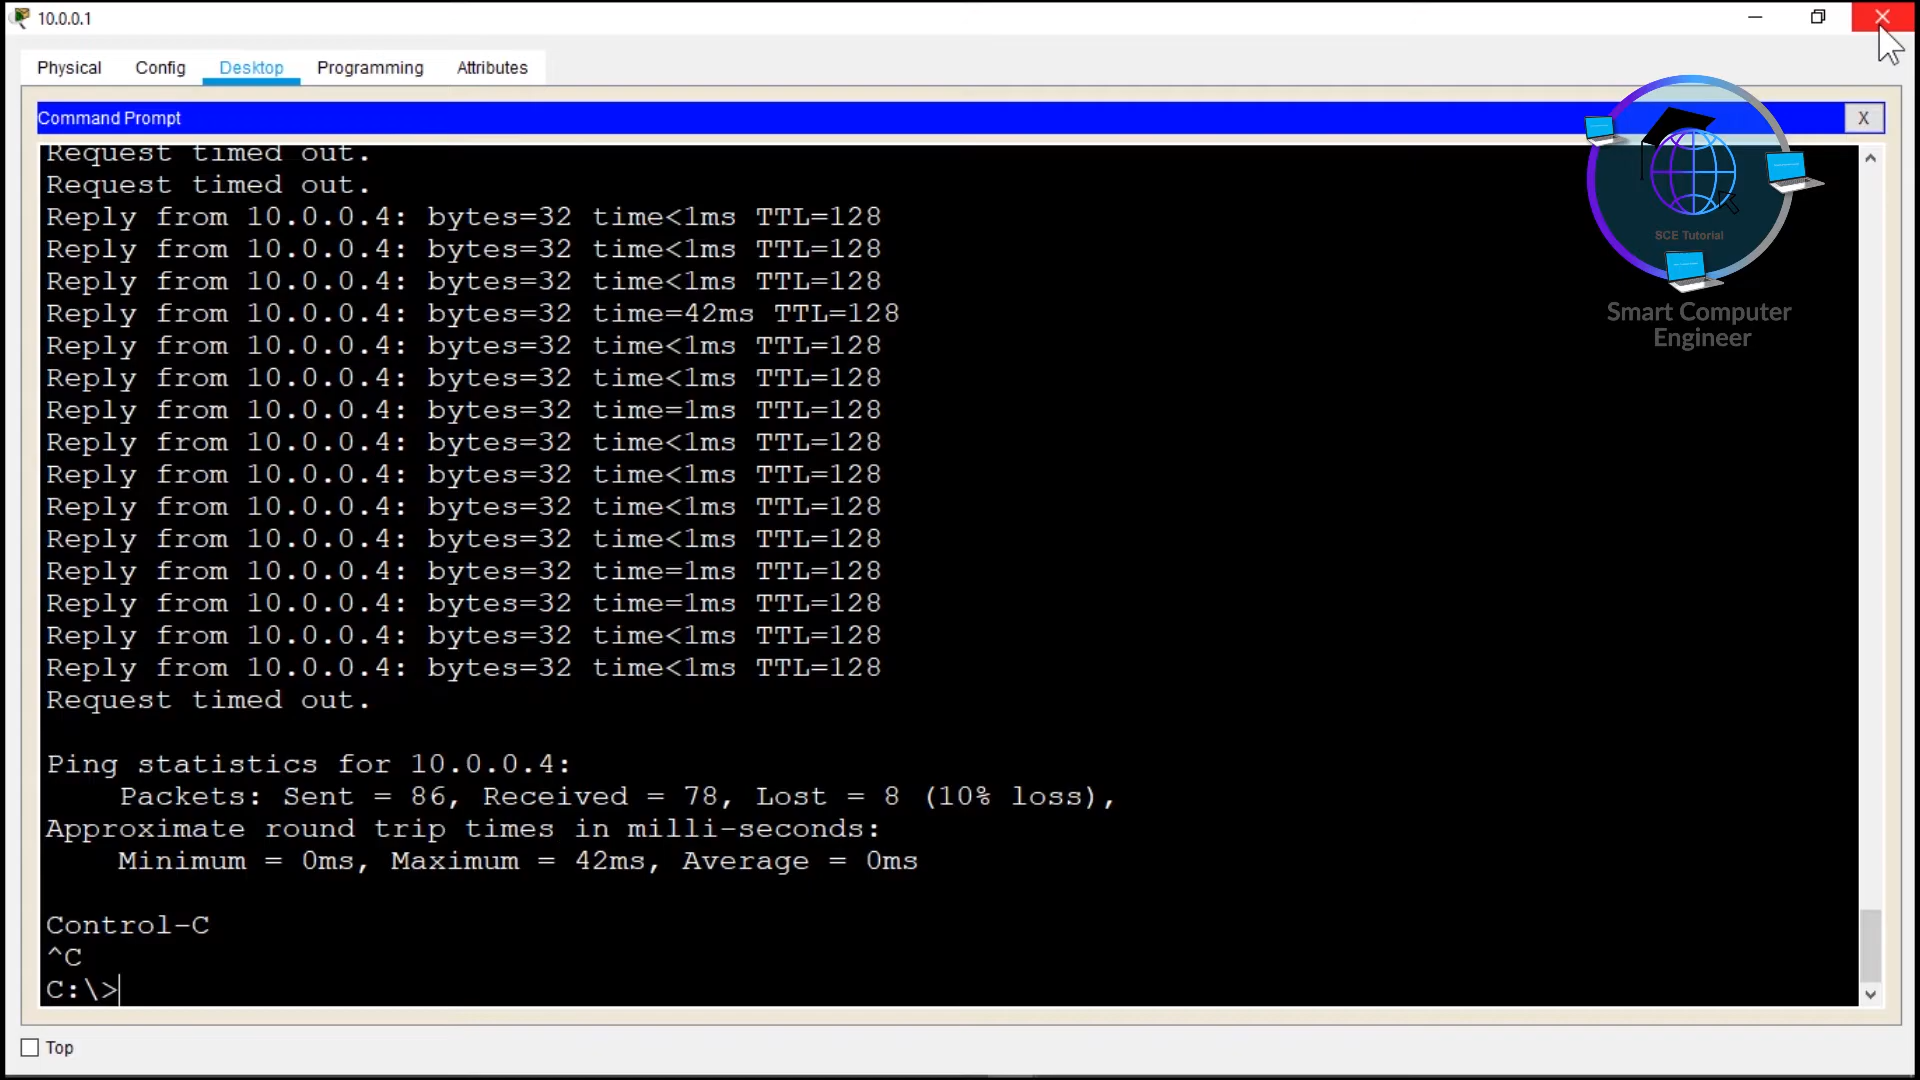 10.0.0.1
Physical Config Desktop Programming Attributes
Command Prompt X
Request timed out.
Request timed out.
Reply from 10.0.0.4: bytes=32 time<1ms TTL=128
Reply from 10.0.0.4: bytes=32 time<1ms TTL=128
Reply from 10.0.0.4: bytes=32 time<1ms TTL=128
Reply from 10.0.0.4: bytes=32 time=42ms TTL=128
Reply from 10.0.0.4: bytes=32 time<1ms TTL=128
Reply from 10.0.0.4: bytes=32 time<1ms TTL=128
Reply from 10.0.0.4: bytes=32 time=1ms TTL=128
Reply from 10.0.0.4: bytes=32 time<1ms TTL=128
Reply from 10.0.0.4: bytes=32 time<1ms TTL=128
Reply from 10.0.0.4: bytes=32 time<1ms TTL=128
Reply from 10.0.0.4: bytes=32 time<1ms TTL=128
Reply from 10.0.0.4: bytes=32 time=1ms TTL=128
Reply from 10.0.0.4: bytes=32 time=1ms TTL=128
Reply from 10.0.0.4: bytes=32 time<1ms TTL=128
Reply from 10.0.0.4: bytes=32 time<1ms TTL=128
Request timed out.
Ping statistics for 10.0.0.4:
Packets: Sent = 86, Received = 78, Lost = 8 (10% loss),
Approximate round trip times in milli-seconds:
Minimum = 0ms, Maximum = 42ms, Average = 0ms
Control-C
^C
C:\>
Top
SCE Tutorial
Smart Computer
Engineer